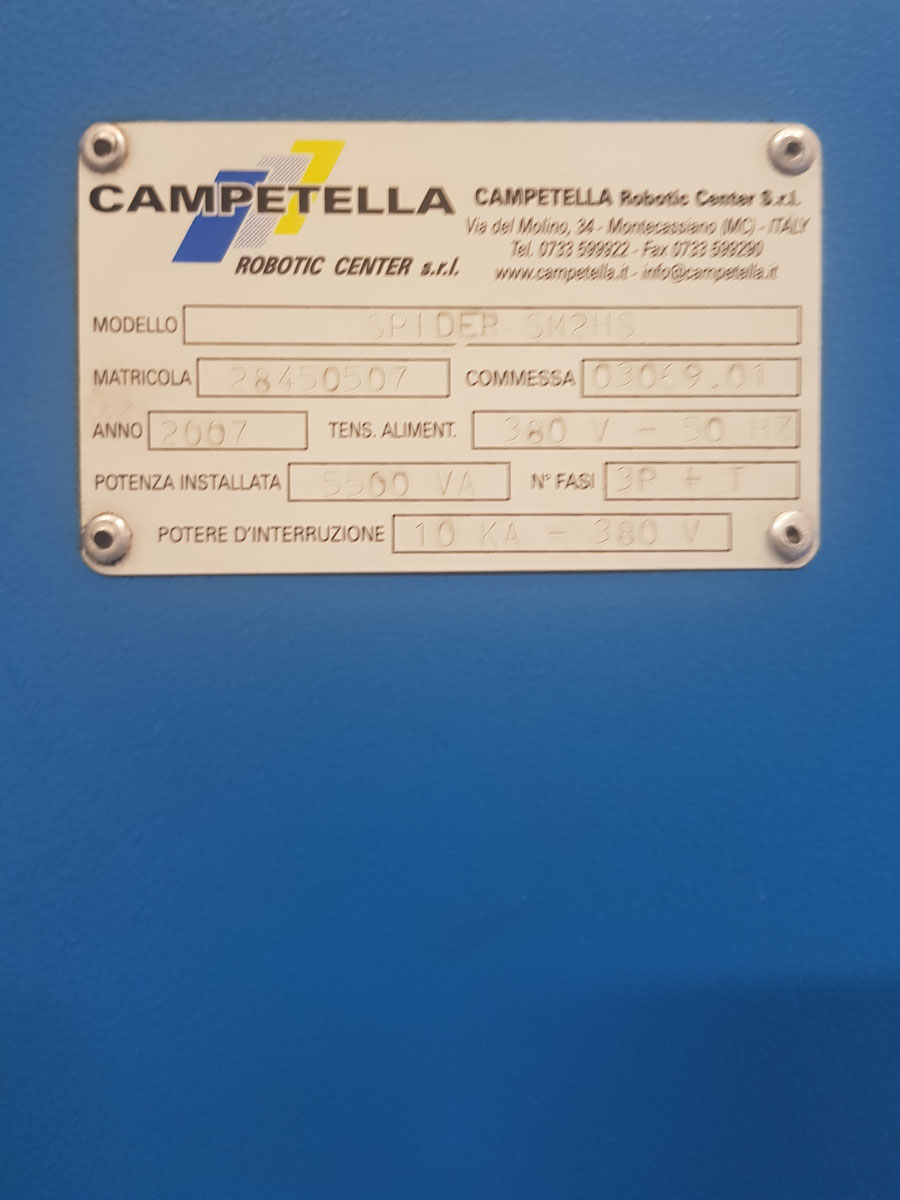 CAMPETELLA
ROBOTIC CENTER s.r.l.
CAMPETELLA Robotic Center S.r.l.
Via del Molino, 34 - Montecassiano (MC) - ITALY
Tel. 0733 599922 - Fax 0733 599290
www.campetella.it - info@campetella.it
MODELLO SPIDER SM2HS
MATRICOLA 28450507 COMMESSA 03069.01
ANNO 2007 TENS. ALIMENT. 380 V - 50 HZ
POTENZA INSTALLATA 5500 VA N° FASI 3P + T
POTERE D'INTERRUZIONE 10 KA - 380 V